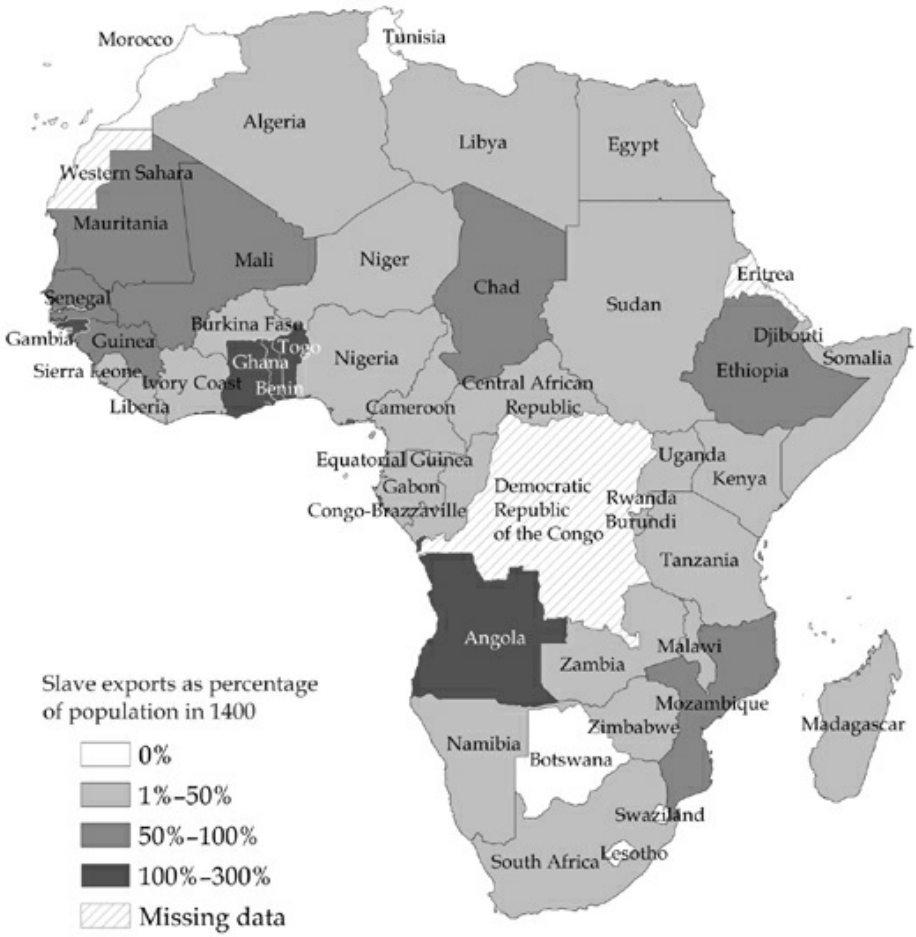 Morocco
Tunisia
Algeria
Libya
Egypt
Western Sahara
Mauritania
Mali
Niger
Chad
Sudan
Eritrea
Senegal
Gambia
Guinea
Burkina Faso
Togo
Ghana
Benin
Nigeria
Djibouti
Somalia
Ethiopia
Sierra Leone
Ivory Coast
Liberia
Central African
Republic
Cameroon
Equatorial Guinea
Gabon
Congo-Brazzaville
Democratic
Republic
of the Congo
Uganda
Kenya
Rwanda
Burundi
Tanzania
Angola
Zambia
Malawi
Mozambique
Zimbabwe
Madagascar
Namibia
Botswana
Swaziland
South Africa
Lesotho
Slave exports as percentage
of population in 1400
0%
1%–50%
50%–100%
100%–300%
Missing data